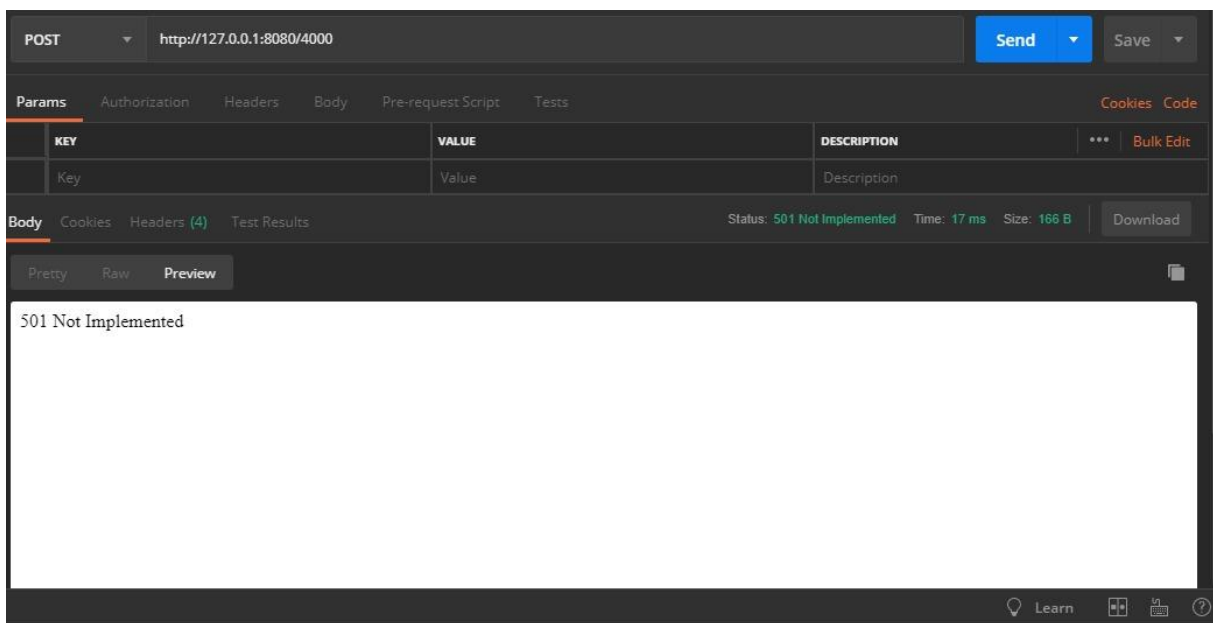 POST http://127.0.0.1:8080/4000 Send Save
Params Authorization Headers Body Pre-request Script Tests Cookies Code
KEY VALUE DESCRIPTION ••• Bulk Edit
Key Value Description
Body Cookies Headers (4) Test Results Status: 501 Not Implemented Time: 17 ms Size: 166 B Download
Pretty Raw Preview
501 Not Implemented
Learn